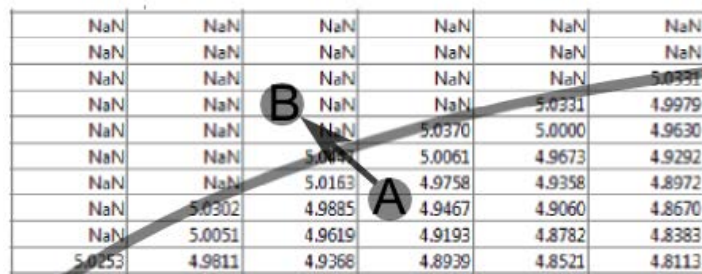 NaN NaN NaN NaN NaN NaN
NaN NaN NaN NaN NaN NaN
NaN NaN NaN NaN NaN 5.0331
NaN B NaN NaN 5.0331 4.9979
NaN NaN NaN 5.0370 5.0000 4.9630
NaN NaN 5.0061 4.9673 4.9292
NaN NaN 5.0163 4.9758 4.9358 4.8972
NaN 5.0302 4.9885 A 4.9467 4.9060 4.8670
NaN 5.0051 4.9619 4.9193 4.8782 4.8383
5.0253 4.9811 4.9368 4.8939 4.8521 4.8113